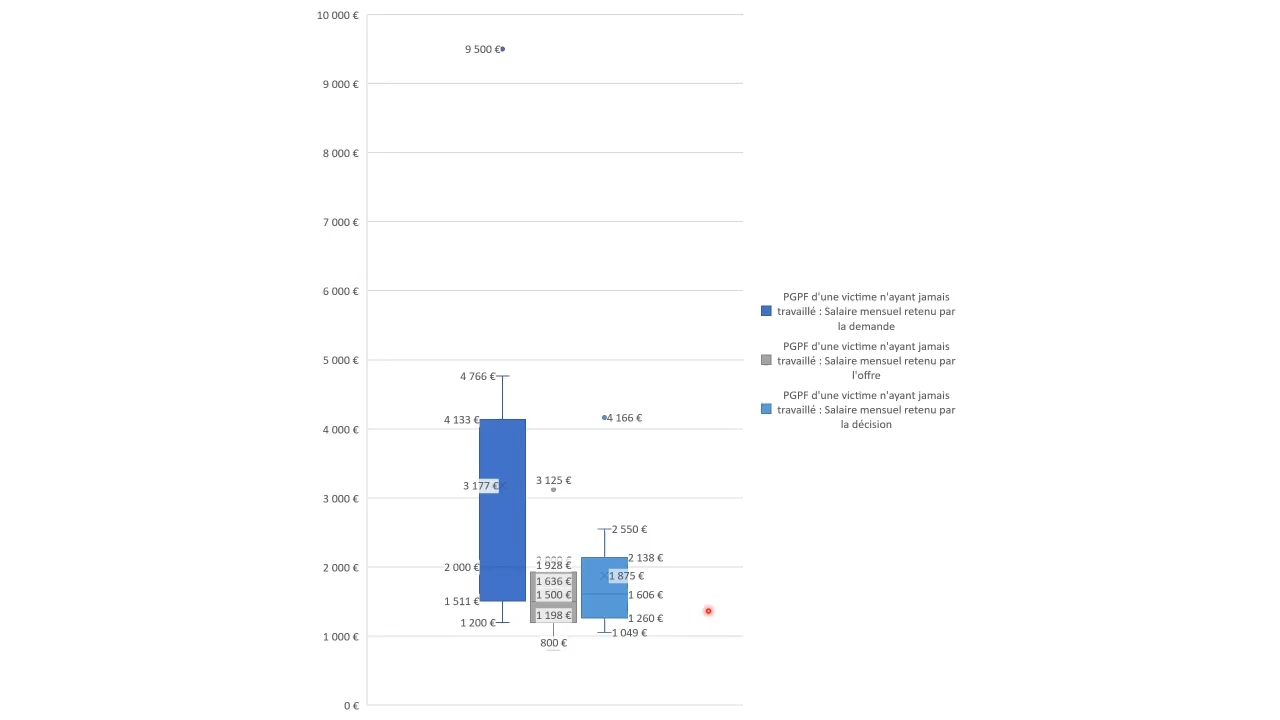 10 000 €
9 500 €
9 000 €
8 000 €
7 000 €
6 000 €
5 000 €
4 000 €
3 000 €
2 000 €
1 000 €
0 €
4 766 €
4 133 €
3 177 €
2 000 €
1 511 €
1 200 €
3 125 €
1 928 €
1 636 €
1 500 €
1 198 €
800 €
4 166 €
2 550 €
2 138 €
1 875 €
1 606 €
1 260 €
1 049 €
PGPF d'une victime n'ayant jamais
travaillé : Salaire mensuel retenu par
la demande
PGPF d'une victime n'ayant jamais
travaillé : Salaire mensuel retenu par
l'offre
PGPF d'une victime n'ayant jamais
travaillé : Salaire mensuel retenu par
la décision